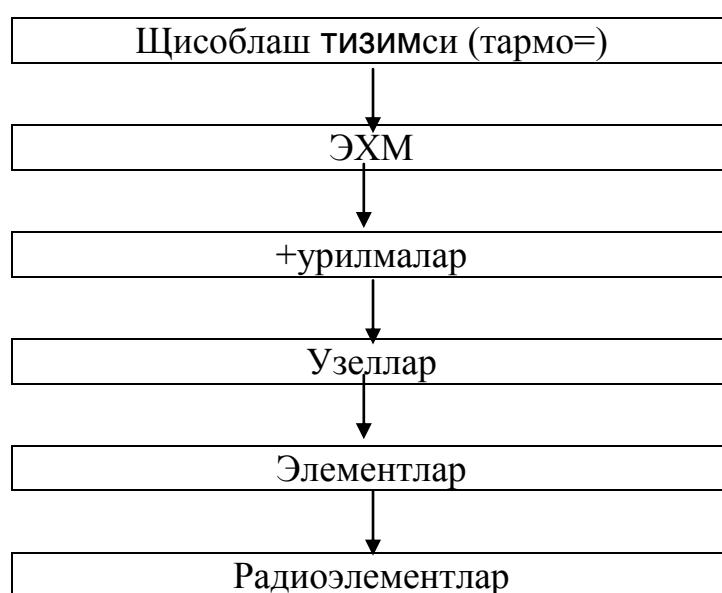 Щисоблаш тизимси (тармо=)
ЭХМ
+урилмалар
Узеллар
Элементлар
Радиоэлементлар